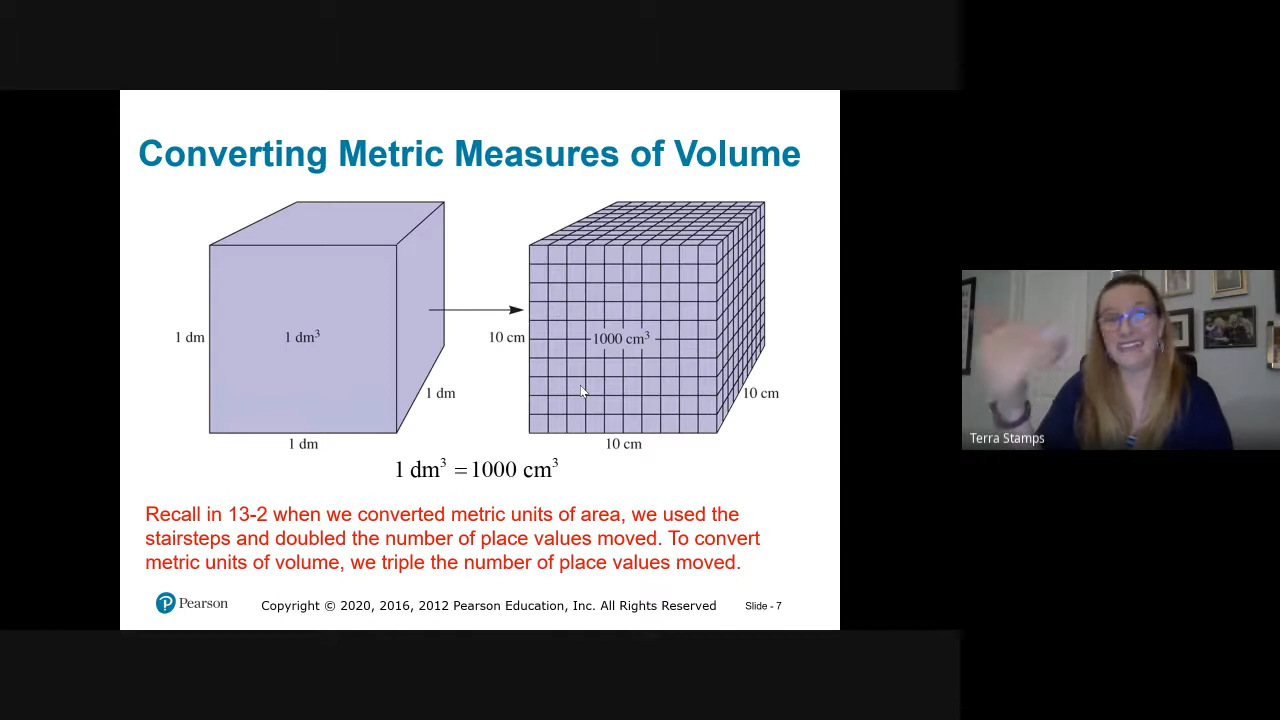 Converting Metric Measures of Volume
1 dm
1 dm³
1 dm
1 dm
10 cm
1000 cm³
10 cm
10 cm
1 dm³ = 1000 cm³
Recall in 13-2 when we converted metric units of area, we used the
stairsteps and doubled the number of place values moved. To convert
metric units of volume, we triple the number of place values moved.
Pearson
Copyright © 2020, 2016, 2012 Pearson Education, Inc. All Rights Reserved
Slide - 7
Terra Stamps